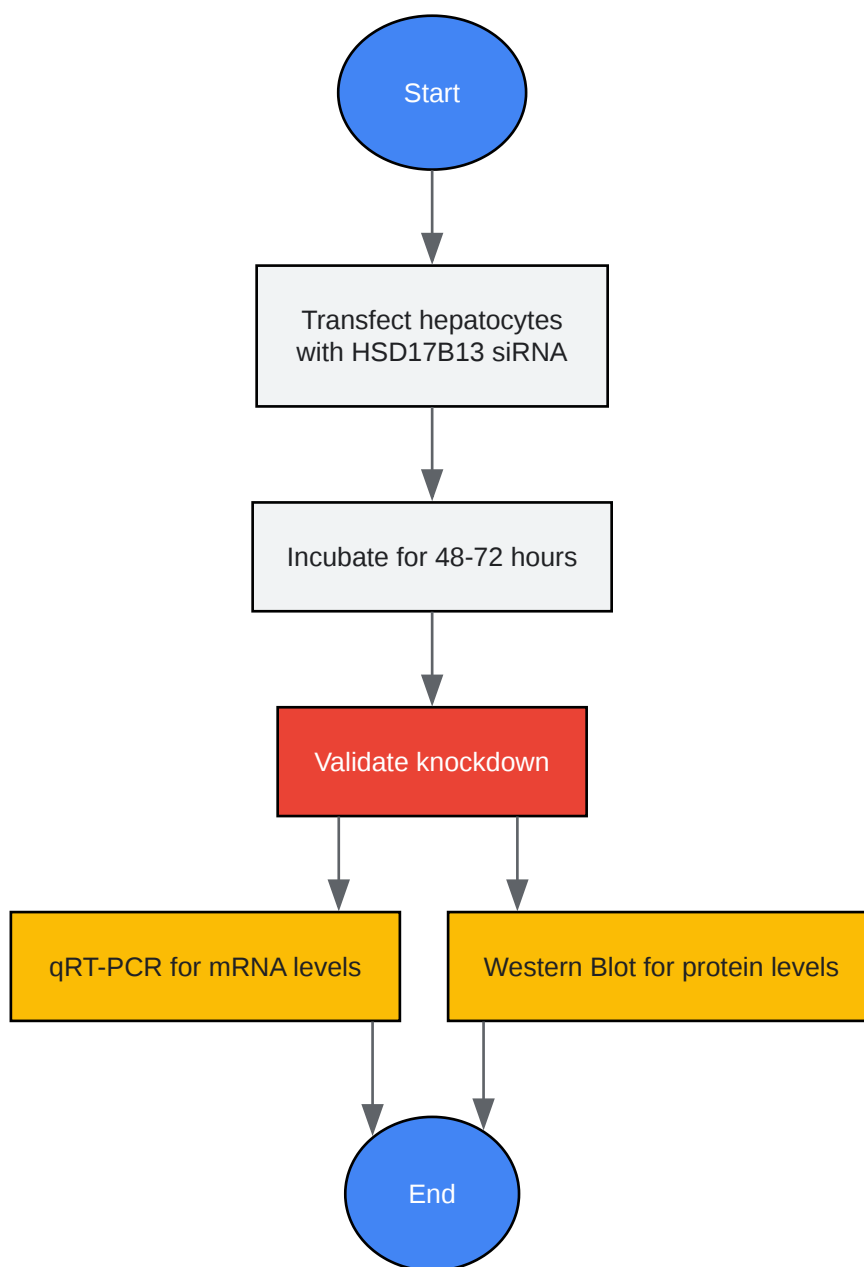 Start
Transfect hepatocytes
with HSD17B13 siRNA
Incubate for 48-72 hours
Validate knockdown
qRT-PCR for mRNA levels
Western Blot for protein levels
End